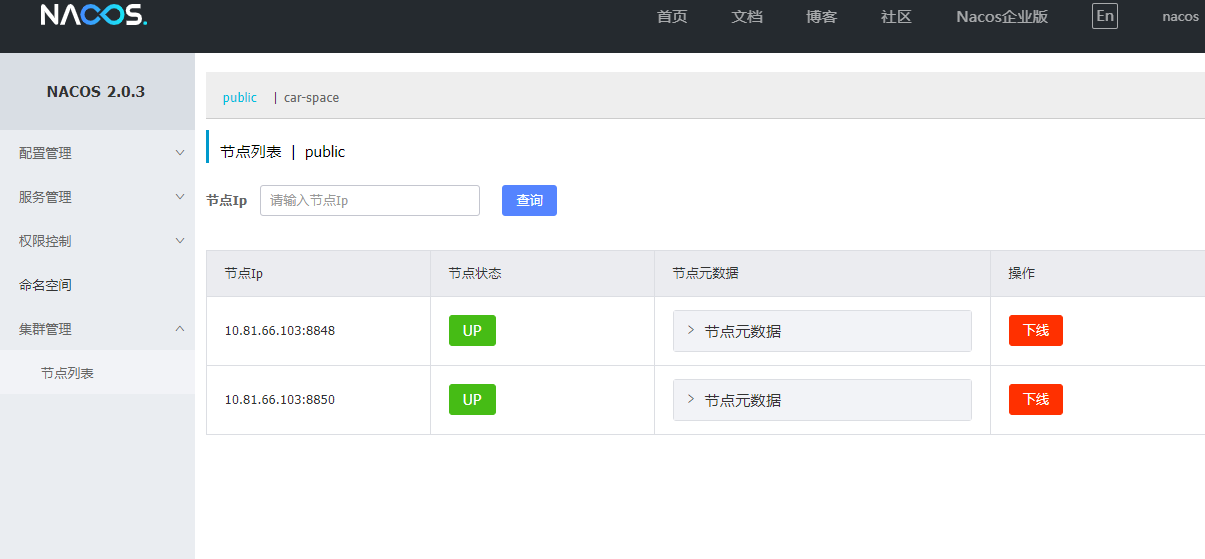 NACOS.
首页 文档 博客 社区 Nacos企业版 En nacos
NACOS 2.0.3
配置管理
服务管理
权限控制
命名空间
集群管理
节点列表
public | car-space
节点列表 | public
节点Ip 请输入节点Ip 查询
节点Ip 节点状态 节点元数据 操作
10.81.66.103:8848 UP 节点元数据 下线
10.81.66.103:8850 UP 节点元数据 下线